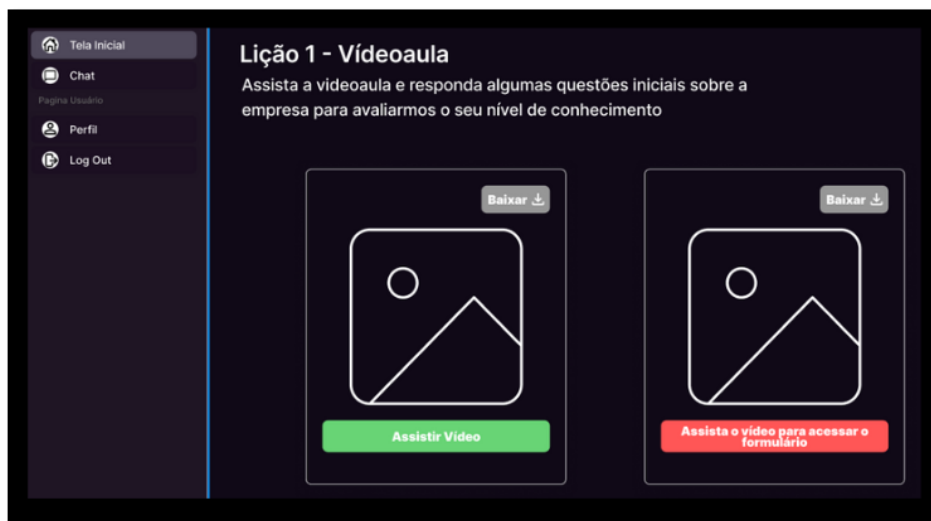 Tela Inicial
Chat
Pagina Usuário
Perfil
Log Out
Lição 1 - Vídeoaula
Assista a videoaula e responda algumas questões iniciais sobre a
empresa para avaliarmos o seu nível de conhecimento
Baixar
Assistir Vídeo
Baixar
Assista o vídeo para acessar o
formulário